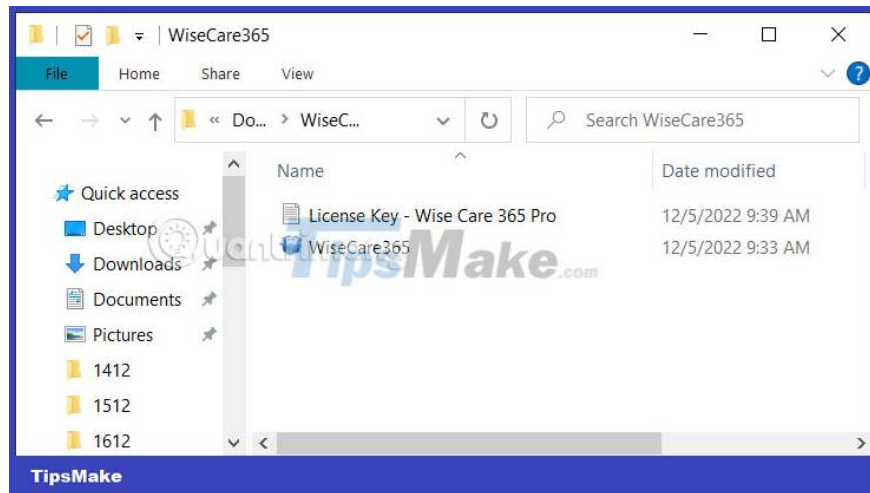 WiseCare365
File Home Share View
« Do... > WiseC... Search WiseCare365
Name Date modified
Quick access
License Key - Wise Care 365 Pro 12/5/2022 9:39 AM
Desktop
WiseCare365 12/5/2022 9:33 AM
Downloads
TipsMake.com
Documents
Pictures
1412
1512
1612
TipsMake